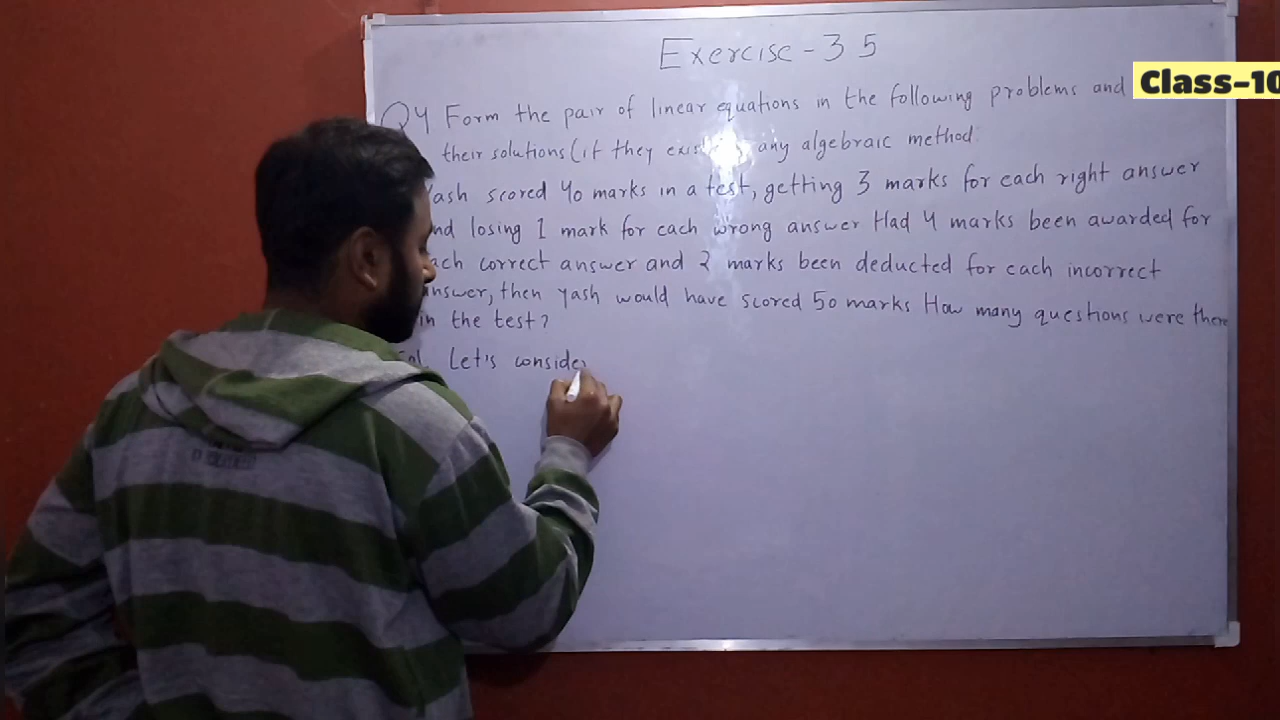 Exercise - 3 5
Class-10
Q4 Form the pair of linear equations in the following problems and
their solutions (if they exist) any algebraic method
Yash scored 40 marks in a test, getting 3 marks for each right answer
and losing 1 mark for each wrong answer Had 4 marks been awarded for
each correct answer and 2 marks been deducted for each incorrect
answer, then Yash would have scored 50 marks How many questions were there
in the test?
Sol. Let's consider